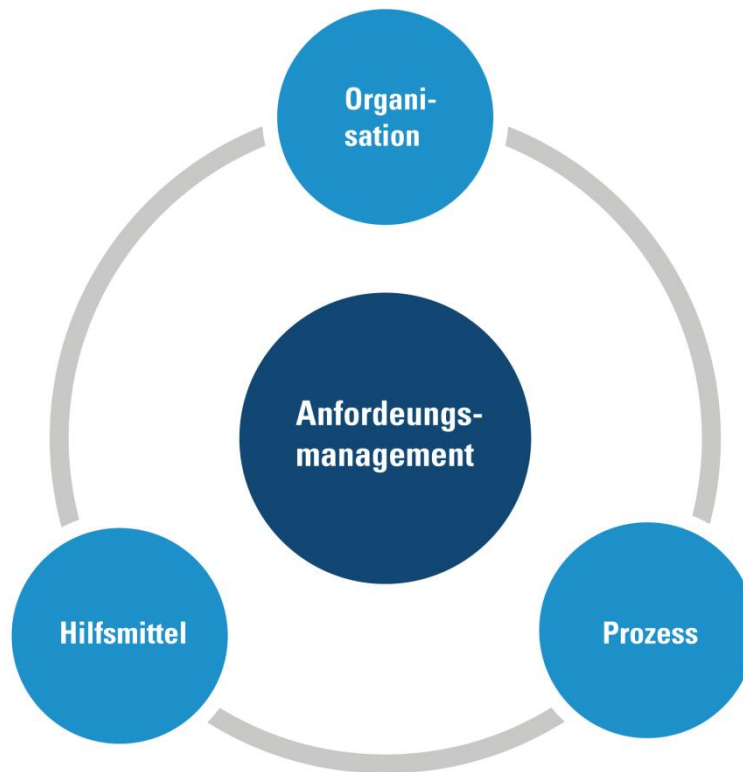 Organi-
sation
Anfordeungs-
management
Hilfsmittel
Prozess